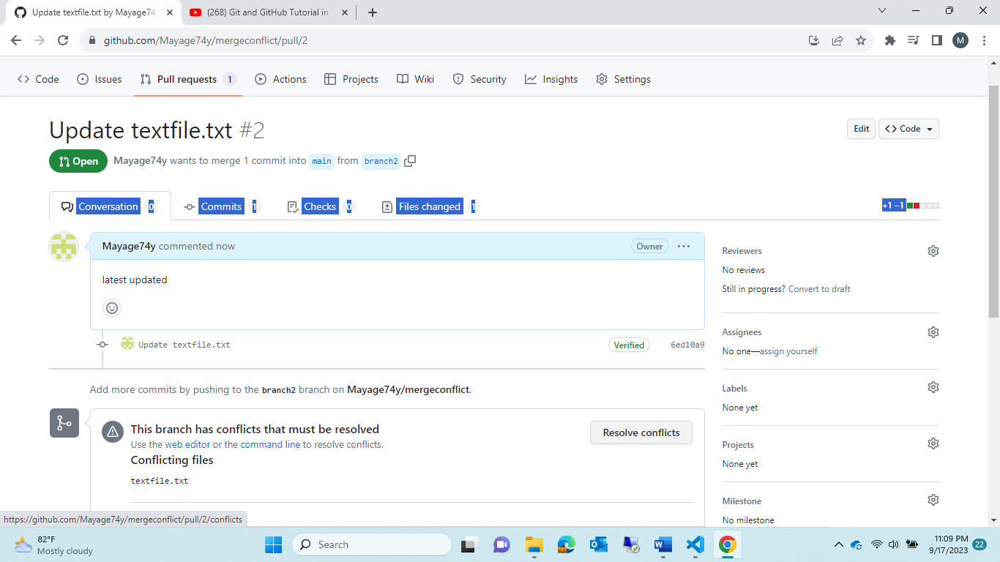 Update textfile.txt by Mayage74
(268) Git and GitHub Tutorial in
github.com/Mayage74y/mergeconflict/pull/2
M
Code Issues Pull requests 1 Actions Projects Wiki Security Insights Settings
Update textfile.txt #2
Edit
Code
Open
Mayage74y wants to merge 1 commit into main from branch2
Conversation 0 Commits 1 Checks 0 Files changed 1
+1 −1
Mayage74y commented now
Owner
latest updated
Update textfile.txt
Verified
6ed10a9
Add more commits by pushing to the branch2 branch on Mayage74y/mergeconflict.
This branch has conflicts that must be resolved
Use the web editor or the command line to resolve conflicts.
Resolve conflicts
Conflicting files
textfile.txt
Reviewers
No reviews
Still in progress? Convert to draft
Assignees
No one—assign yourself
Labels
None yet
Projects
None yet
Milestone
No milestone
https://github.com/Mayage74y/mergeconflict/pull/2/conflicts
82°F
Mostly cloudy
Search
11:09 PM
9/17/2023
22